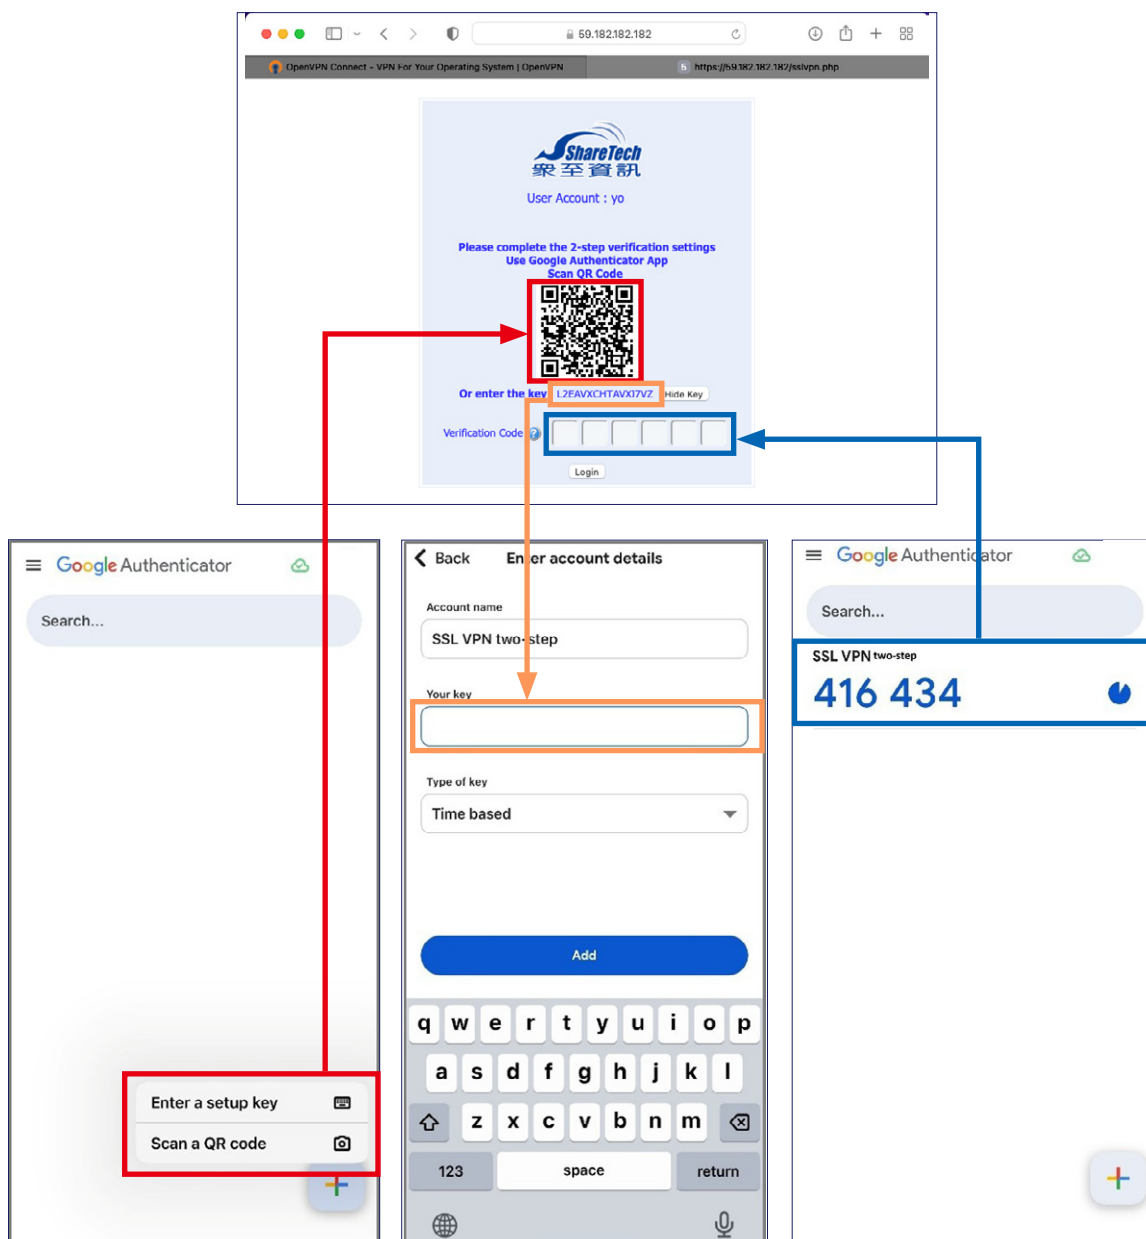 59.182.182.182
OpenVPN Connect - VPN For Your Operating System | OpenVPN
5 https://59.182.182.182/sslvpn.php
ShareTech
眾至資訊
User Account : yo
Please complete the 2-step verification settings
Use Google Authenticator App
Scan QR Code
Or enter the key L2EAVXCHTAVXI7VZ Hide Key
Verification Code ?
Login
Google Authenticator
Search...
Enter a setup key
Scan a QR code
Back Enter account details
Account name
SSL VPN two-step
Your key
Type of key
Time based
Add
q w e r t y u i o p
a s d f g h j k l
z x c v b n m
123 space return
Google Authenticator
Search...
SSL VPN two-step
416 434